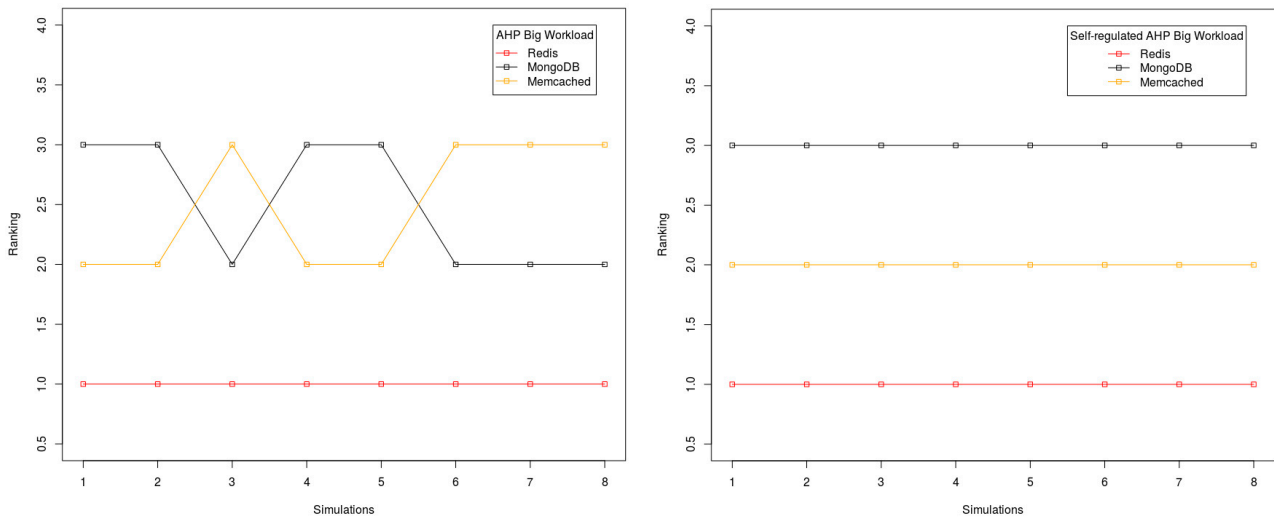 AHP Big Workload
Redis
MongoDB
Memcached
Ranking
4.0
3.5
3.0
2.5
2.0
1.5
1.0
0.5
1 2 3 4 5 6 7 8
Simulations
Self-regulated AHP Big Workload
Redis
MongoDB
Memcached
Ranking
4.0
3.5
3.0
2.5
2.0
1.5
1.0
0.5
1 2 3 4 5 6 7 8
Simulations